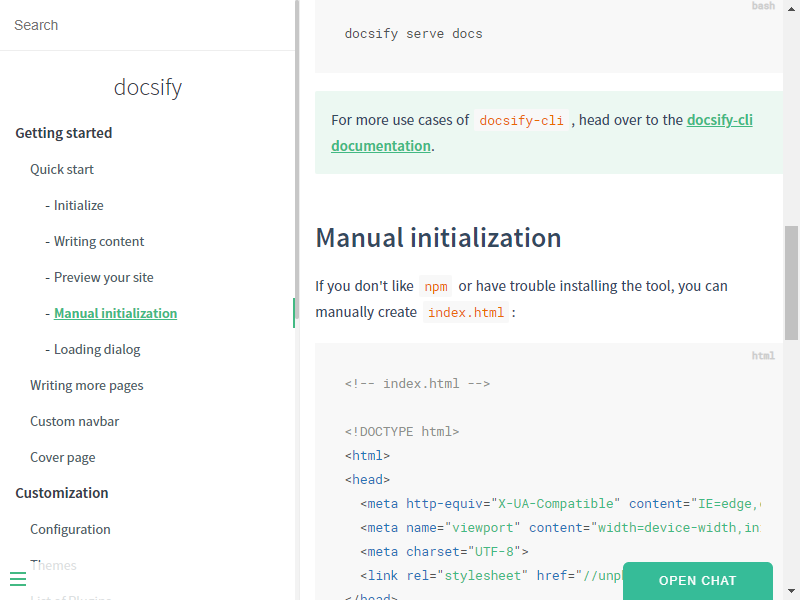 Search
docsify
Getting started
Quick start
- Initialize
- Writing content
- Preview your site
- Manual initialization
- Loading dialog
Writing more pages
Custom navbar
Cover page
Customization
Configuration
Themes
List of Plugins
bash
docsify serve docs
For more use cases of docsify-cli , head over to the docsify-cli
documentation.
Manual initialization
If you don't like npm or have trouble installing the tool, you can
manually create index.html :
html
<!-- index.html -->
<!DOCTYPE html>
<html>
<head>
<meta http-equiv="X-UA-Compatible" content="IE=edge,
<meta name="viewport" content="width=device-width,in
<meta charset="UTF-8">
<link rel="stylesheet" href="//unp
</head>
OPEN CHAT